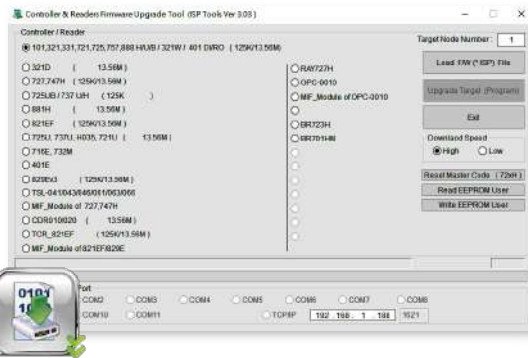 Controller & Readers Firmware Upgrade Tool (ISP Tools Ver 3.03)
Controller / Reader
101,321,331,721,725,757,888 H/U/B / 321W / 401 DI/RO ( 125K/13.56M)
321D ( 13.56M )
727,747H ( 125K/13.56M )
725UB / 737 U/H ( 125K )
881H ( 13.56M )
821EF ( 125K/13.56M )
725U, 737U, H035, 721U ( 13.56M )
716E, 732M
401E
829Ev3 ( 125K/13.56M )
TSL-041/043/046/061/063/066
MIF_Module of 727,747H
CDR010/020 ( 13.56M )
TCR_821EF ( 125K/13.56M )
MIF_Module of 821EF/829E
RAY727H
OPC-0010
MIF_Module of OPC-0010
BR723H
BR701HN
Target Node Number: 1
Load F/W (*.ISP) File
Upgrade Target (Program)
Exit
Download Speed
High Low
Reset Master Code (72xH)
Read EEPROM User
Write EEPROM User
Port
COM2 COM3 COM4 COM5 COM6 COM7 COM8
COM10 COM11 TCP/IP 192 . 168 . 1 . 188 1621
0101